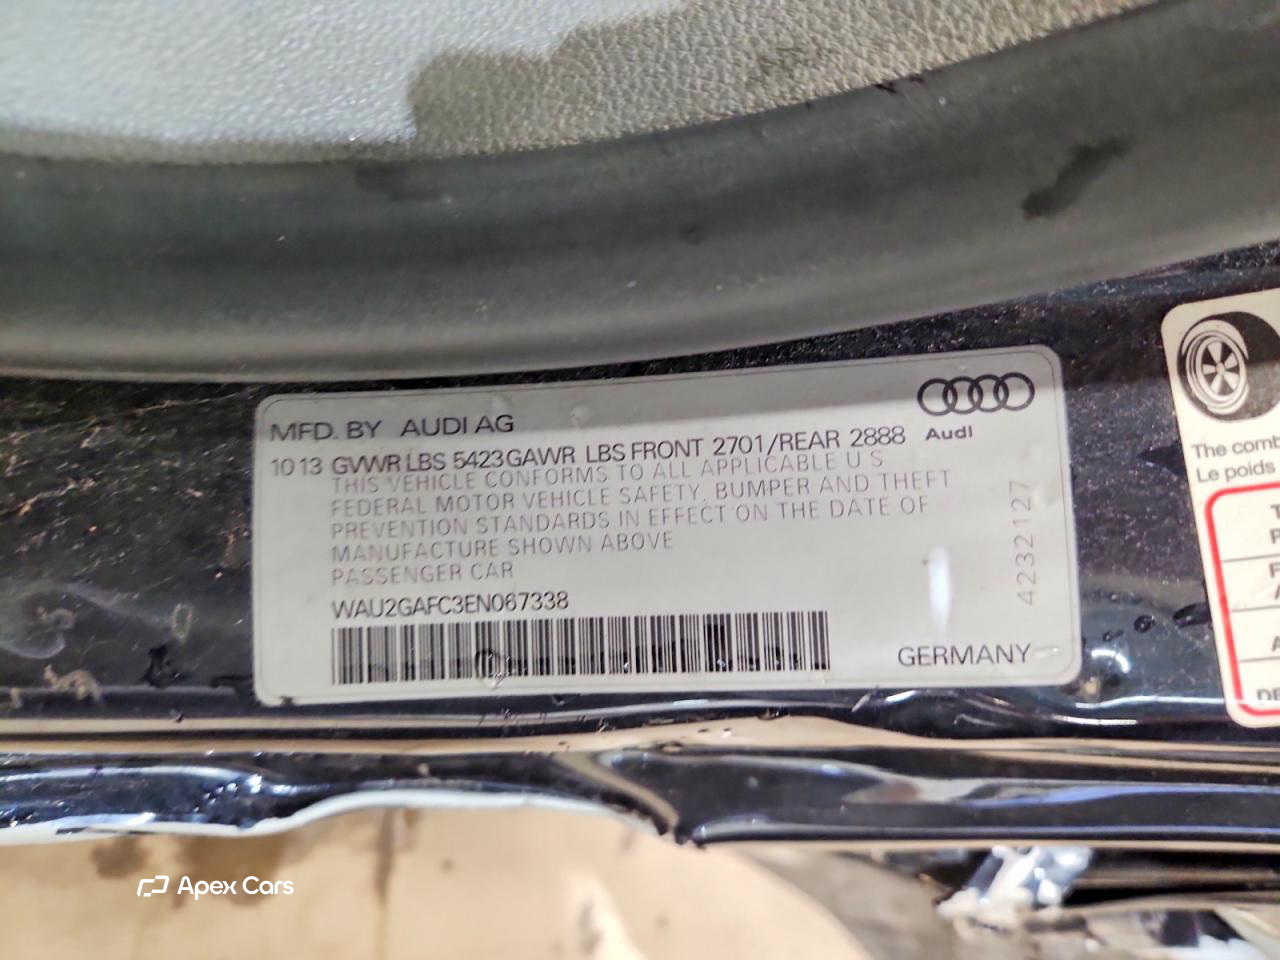 MFD. BY AUDI AG
10 13 GVWR LBS 5423 GAWR LBS FRONT 2701/REAR 2888
Audi
THIS VEHICLE CONFORMS TO ALL APPLICABLE U S
FEDERAL MOTOR VEHICLE SAFETY, BUMPER AND THEFT
PREVENTION STANDARDS IN EFFECT ON THE DATE OF
MANUFACTURE SHOWN ABOVE
PASSENGER CAR
WAU2GAFC3EN067338
4232127
GERMANY
The comb
Le poids
T
P
F
A
A
DE
Apex Cars